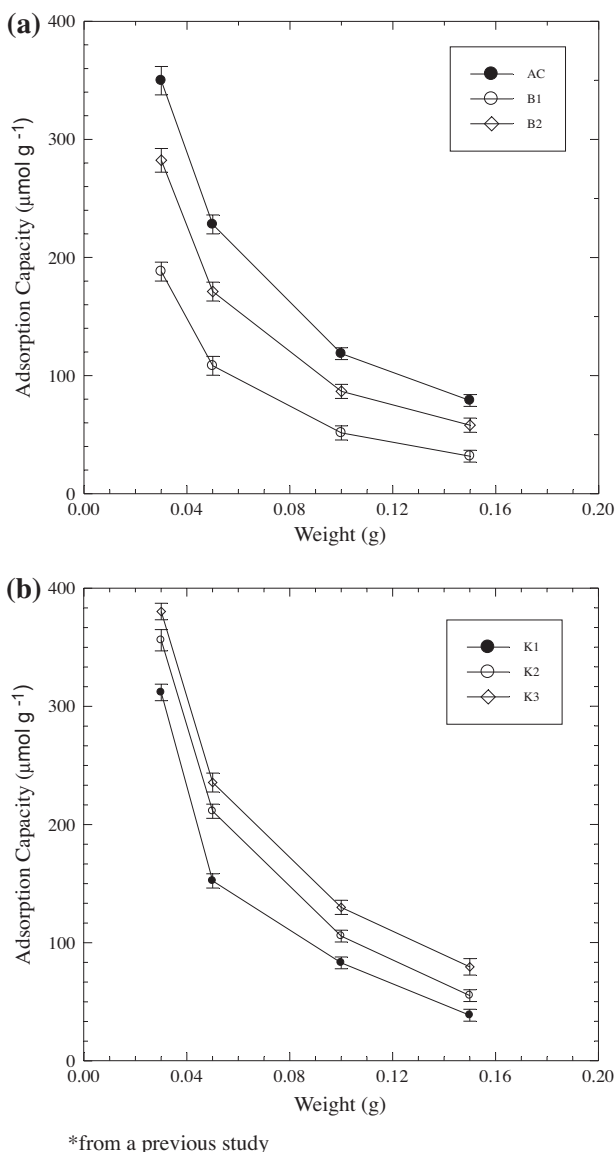 (a)
400
300
200
100
0
Adsorption Capacity (μmol g⁻¹)
AC
B1
B2
0.00 0.04 0.08 0.12 0.16 0.20
Weight (g)
(b)
400
300
200
100
0
Adsorption Capacity (μmol g⁻¹)
K1
K2
K3
0.00 0.04 0.08 0.12 0.16 0.20
Weight (g)
*from a previous study